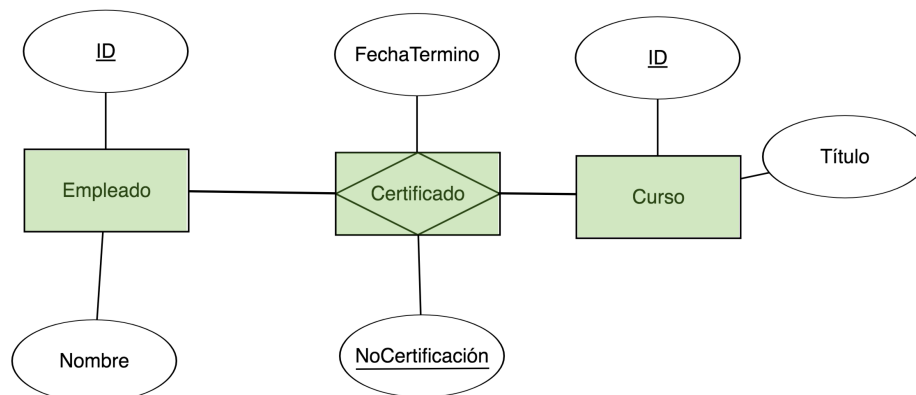 ID
FechaTermino
ID
Título
Empleado
Certificado
Curso
Nombre
NoCertificación